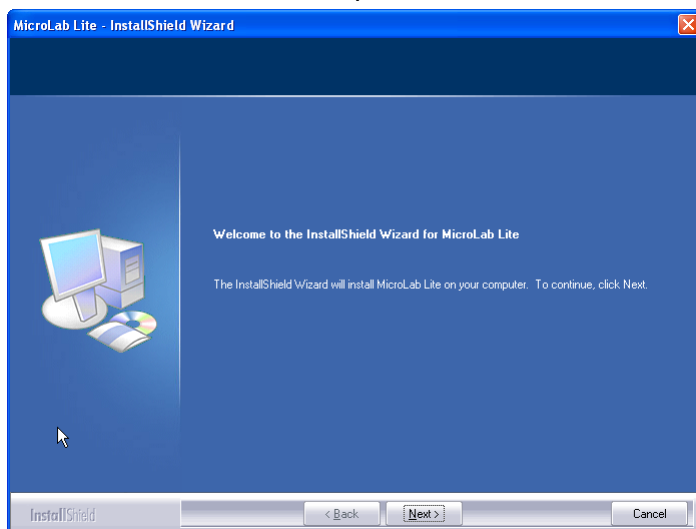 MicroLab Lite - InstallShield Wizard
Welcome to the InstallShield Wizard for MicroLab Lite
The InstallShield Wizard will install MicroLab Lite on your computer. To continue, click Next.
InstallShield
< Back
Next >
Cancel